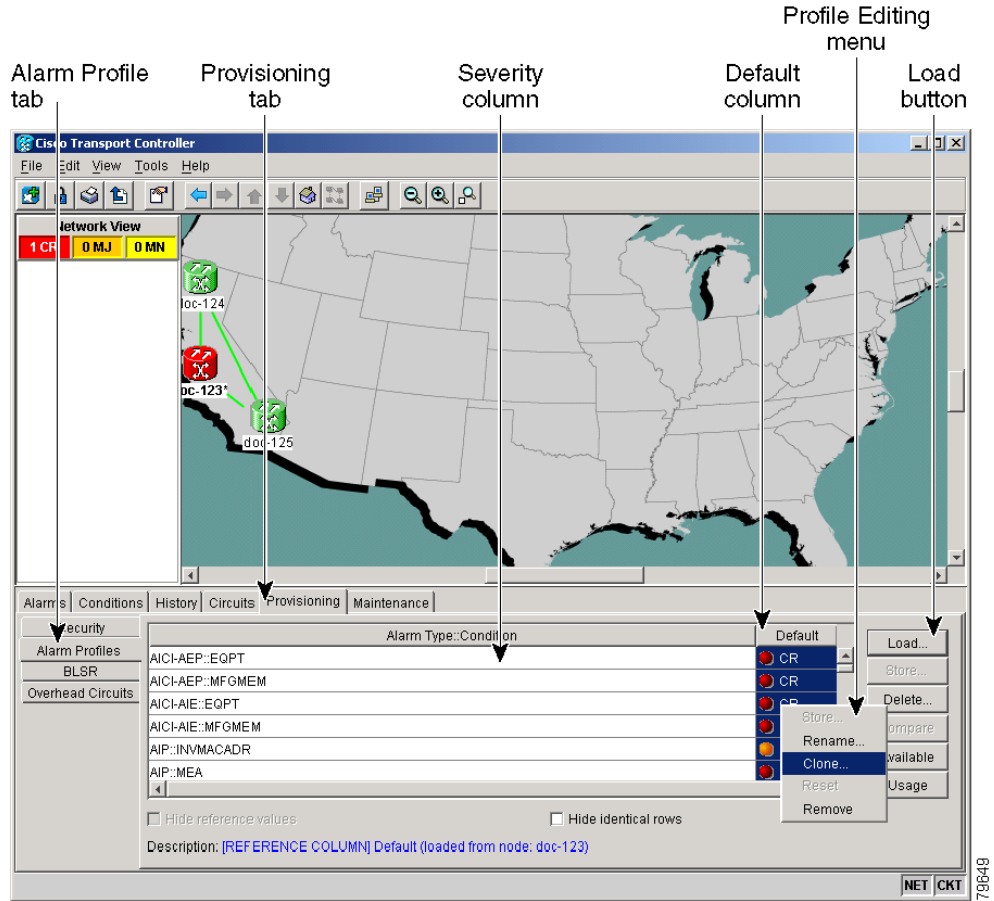 Profile Editing
menu
Alarm Profile
tab
Provisioning
tab
Severity
column
Default
column
Load
button
Cisco Transport Controller
File Edit View Tools Help
Network View
1 CR 0 MJ 0 MN
doc-124
doc-123*
doc-125
Alarms Conditions History Circuits Provisioning Maintenance
Security
Alarm Profiles
BLSR
Overhead Circuits
Alarm Type::Condition Default
AICI-AEP::EQPT CR
AICI-AEP::MFGMEM CR
AICI-AIE::EQPT CR
AICI-AIE::MFGMEM
AIP::INVMACADR
AIP::MEA
Load...
Store...
Delete...
Compare
Available
Usage
Store...
Rename...
Clone...
Reset
Remove
Hide reference values Hide identical rows
Description: [REFERENCE COLUMN] Default (loaded from node: doc-123)
NET CKT
79649